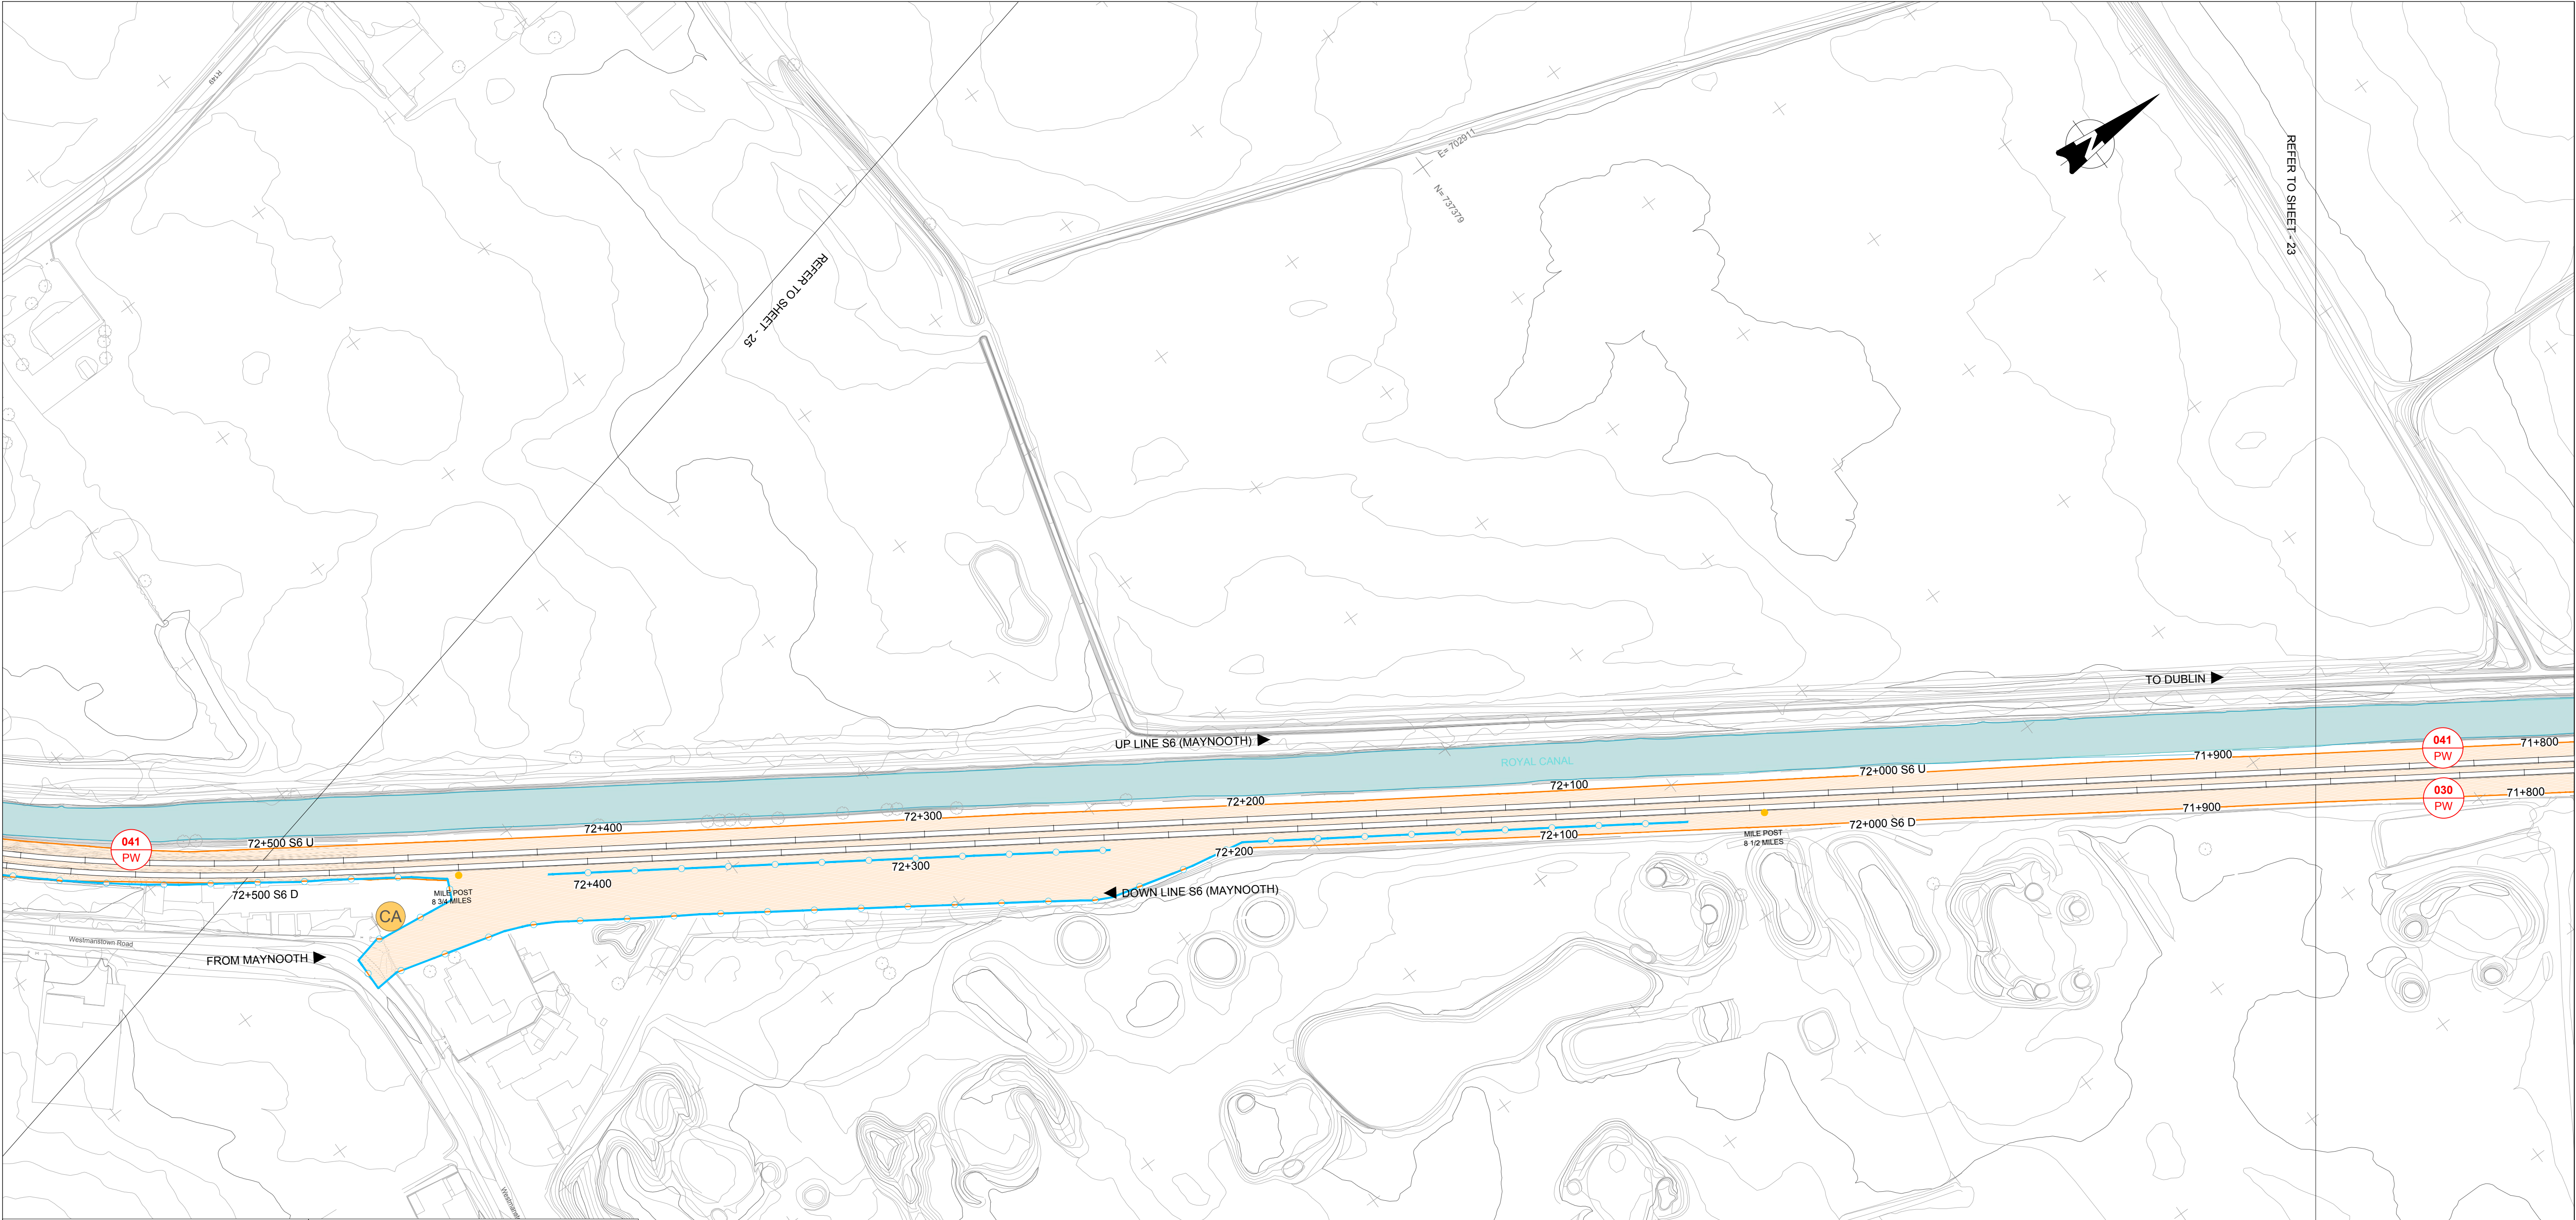 R149
E= 702911
N= 737379
REFER TO SHEET - 23
REFER TO SHEET - 25
TO DUBLIN
UP LINE S6 (MAYNOOTH)
ROYAL CANAL
041
PW
71+800
71+900
72+000 S6 U
72+100
72+200
72+300
72+400
72+500 S6 U
041
PW
030
PW
71+800
71+900
72+000 S6 D
72+100
72+200
72+300
72+400
72+500 S6 D
MILE POST
8 1/2 MILES
MILE POST
8 3/4 MILES
DOWN LINE S6 (MAYNOOTH)
CA
Westmanstown Road
FROM MAYNOOTH